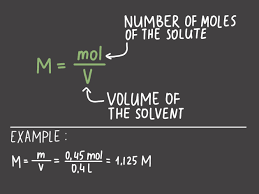 NUMBER OF MOLES
OF THE SOLUTE
M = mol / V
VOLUME OF
THE SOLVENT
EXAMPLE :
M = m / V = 0,45 mol / 0,4 L = 1,125 M